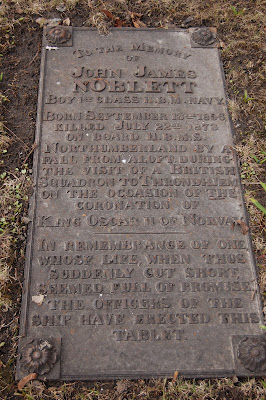 To the Memory
of
John James
Noblett
Boy 1st Class H.B.M. Navy.
Born September 13th 1856
Killed July 22nd 1873
on board H.B.M.S.
Northumberland by a
fall from aloft, during
the visit of a British
Squadron to Throndhjem
on the occasion of the
coronation of
King Oscar II of Norway
In remembrance of one
whose life, when thus
suddenly cut short
seemed full of promise,
the officers of the
ship have erected this
tablet.